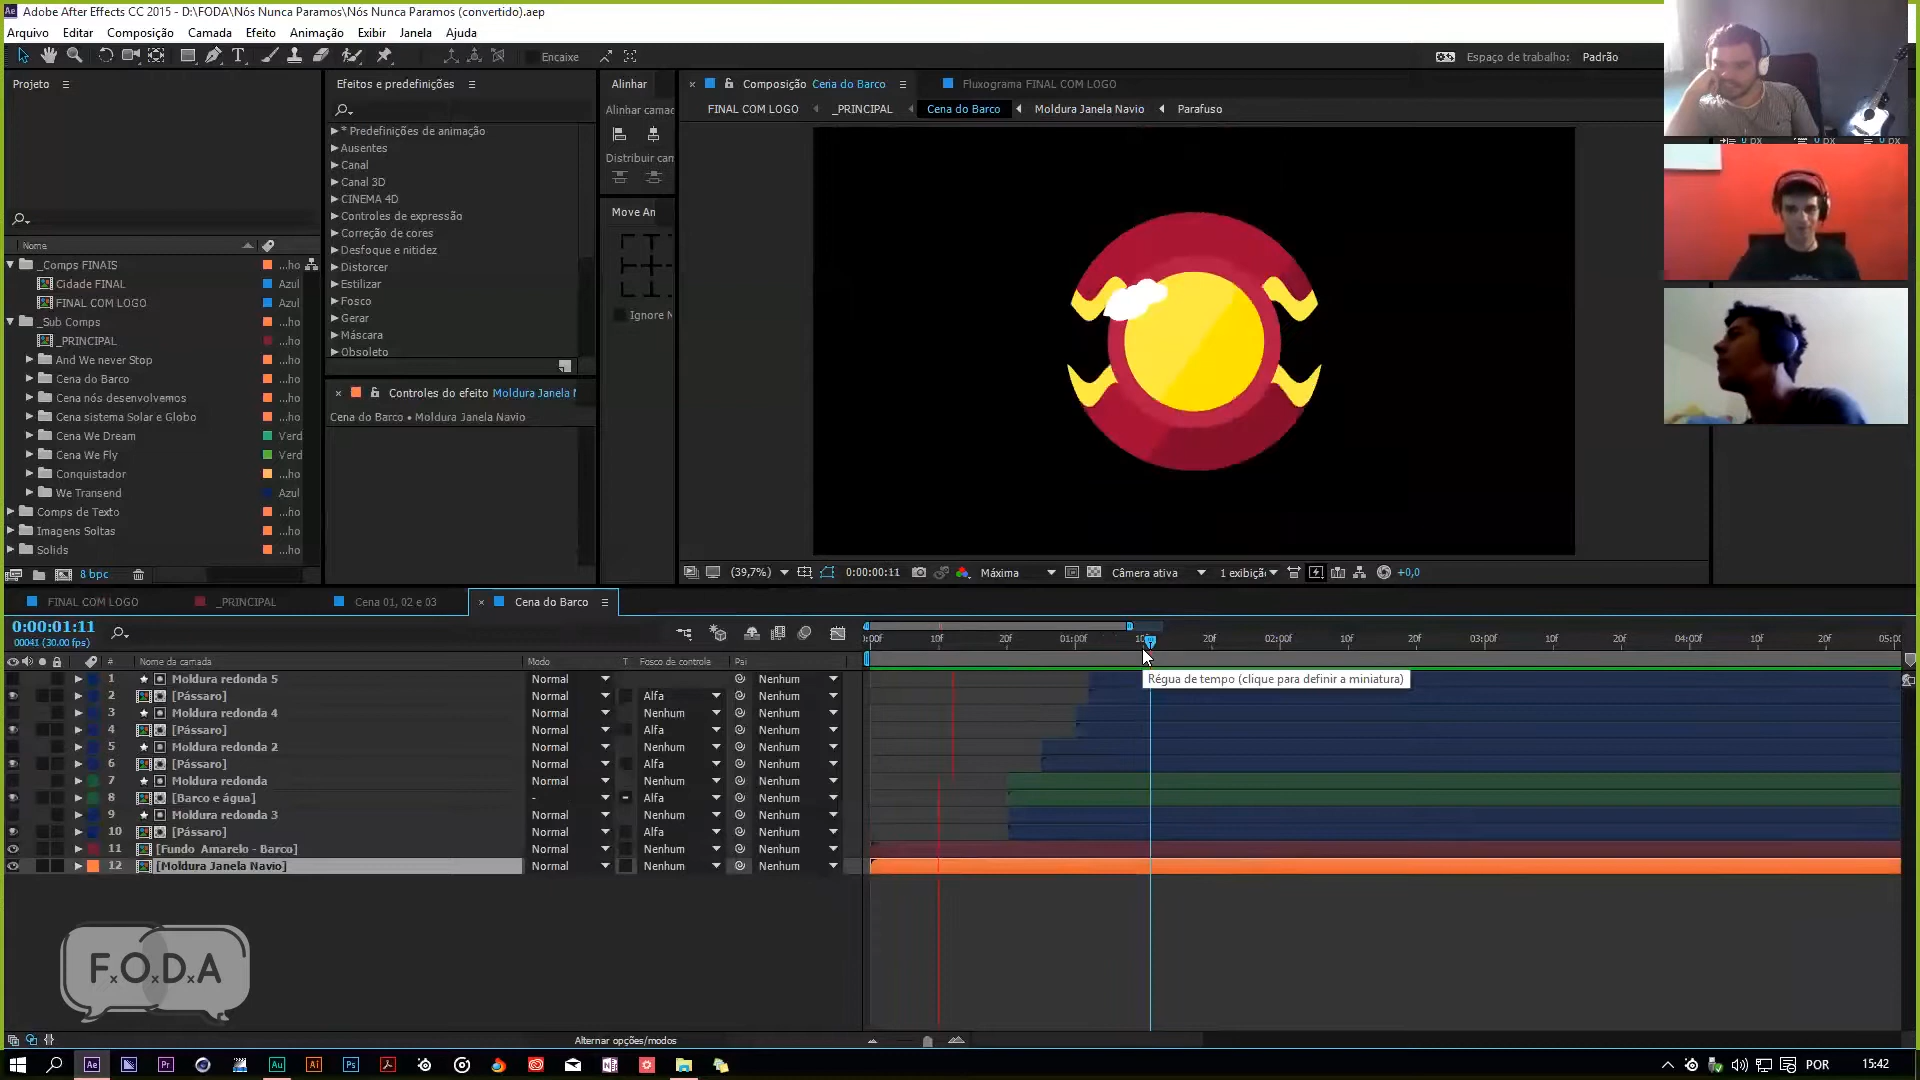 Adobe After Effects CC 2015 - D:\FODA\Nós Nunca Paramos\Nós Nunca Paramos (convertido).aep
Arquivo Editar Composição Camada Efeito Animação Exibir Janela Ajuda
Encaixe
Espaço de trabalho: Padrão
Projeto
Efeitos e predefinições
Alinhar
Composição Cena do Barco
Fluxograma FINAL COM LOGO
FINAL COM LOGO _PRINCIPAL Cena do Barco Moldura Janela Navio Parafuso
Alinhar camac
Distribuir can
Move An
Ignore N
* Predefinições de animação
Ausentes
Canal
Canal 3D
CINEMA 4D
Controles de expressão
Correção de cores
Desfoque e nitidez
Distorcer
Estilizar
Fosco
Gerar
Máscara
Obsoleto
Nome
_Comps FINAIS ...ho
Cidade FINAL Azul
FINAL COM LOGO Azul
_Sub Comps ...ho
_PRINCIPAL ...ho
And We never Stop ...ho
Cena do Barco ...ho
Cena nós desenvolvemos ...ho
Cena sistema Solar e Globo ...ho
Cena We Dream Verd
Cena We Fly Verd
Conquistador ...ho
We Transend Azul
Comps de Texto ...ho
Imagens Soltas ...ho
Solids ...ho
8 bpc
Controles do efeito Moldura Janela N
Cena do Barco • Moldura Janela Navio
(39,7%) 0:00:00:11 Máxima Câmera ativa 1 exibiçã +0,0
FINAL COM LOGO _PRINCIPAL Cena 01, 02 e 03 Cena do Barco
0:00:01:11
00041 (30.00 fps)
:00f 10f 20f 01:00f 10f 20f 02:00f 10f 20f 03:00f 10f 20f 04:00f 10f 20f 05:0
# Nome da camada Modo T Fosco de controle Pai
1 Moldura redonda 5 Normal Nenhum
2 [Pássaro] Normal Alfa Nenhum
3 Moldura redonda 4 Normal Nenhum Nenhum
4 [Pássaro] Normal Alfa Nenhum
5 Moldura redonda 2 Normal Nenhum Nenhum
6 [Pássaro] Normal Alfa Nenhum
7 Moldura redonda Normal Nenhum Nenhum
8 [Barco e água] - Alfa Nenhum
9 Moldura redonda 3 Normal Nenhum Nenhum
10 [Pássaro] Normal Alfa Nenhum
11 [Fundo Amarelo - Barco] Normal Nenhum Nenhum
12 [Moldura Janela Navio] Normal Nenhum Nenhum
Régua de tempo (clique para definir a miniatura)
F.O.D.A
x x x
Alternar opções/modos
Ae Pr Au Ai Ps
POR 15:42